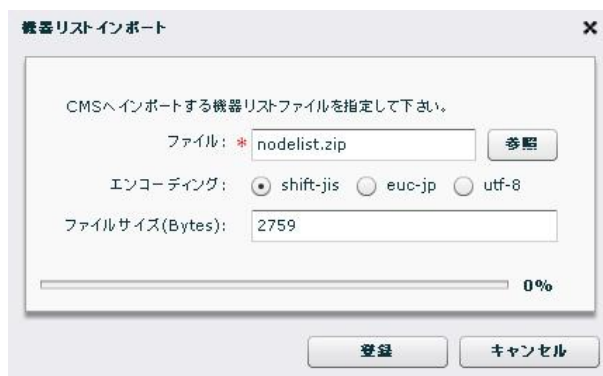 機器リストインポート ×
CMSへインポートする機器リストファイルを指定して下さい。
ファイル: * nodelist.zip 参照
エンコーディング: shift-jis euc-jp utf-8
ファイルサイズ(Bytes): 2759
0%
登録 キャンセル